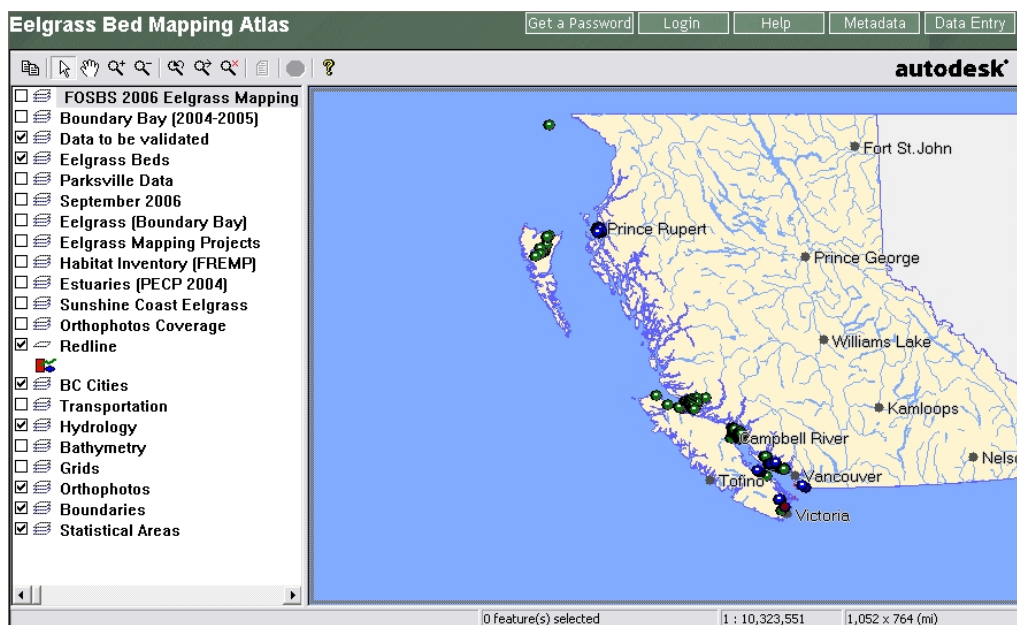 Eelgrass Bed Mapping Atlas
Get a Password Login Help Metadata Data Entry
autodesk
FOSBS 2006 Eelgrass Mapping
Boundary Bay (2004-2005)
Data to be validated
Eelgrass Beds
Parksville Data
September 2006
Eelgrass (Boundary Bay)
Eelgrass Mapping Projects
Habitat Inventory (FREMP)
Estuaries (PECP 2004)
Sunshine Coast Eelgrass
Orthophotos Coverage
Redline
BC Cities
Transportation
Hydrology
Bathymetry
Grids
Orthophotos
Boundaries
Statistical Areas
Fort St.John
Prince Rupert
Prince George
Williams Lake
Kamloops
Campbell River
Nelso
Tofino
Vancouver
Victoria
0 feature(s) selected
1 : 10,323,551
1,052 x 764 (mi)